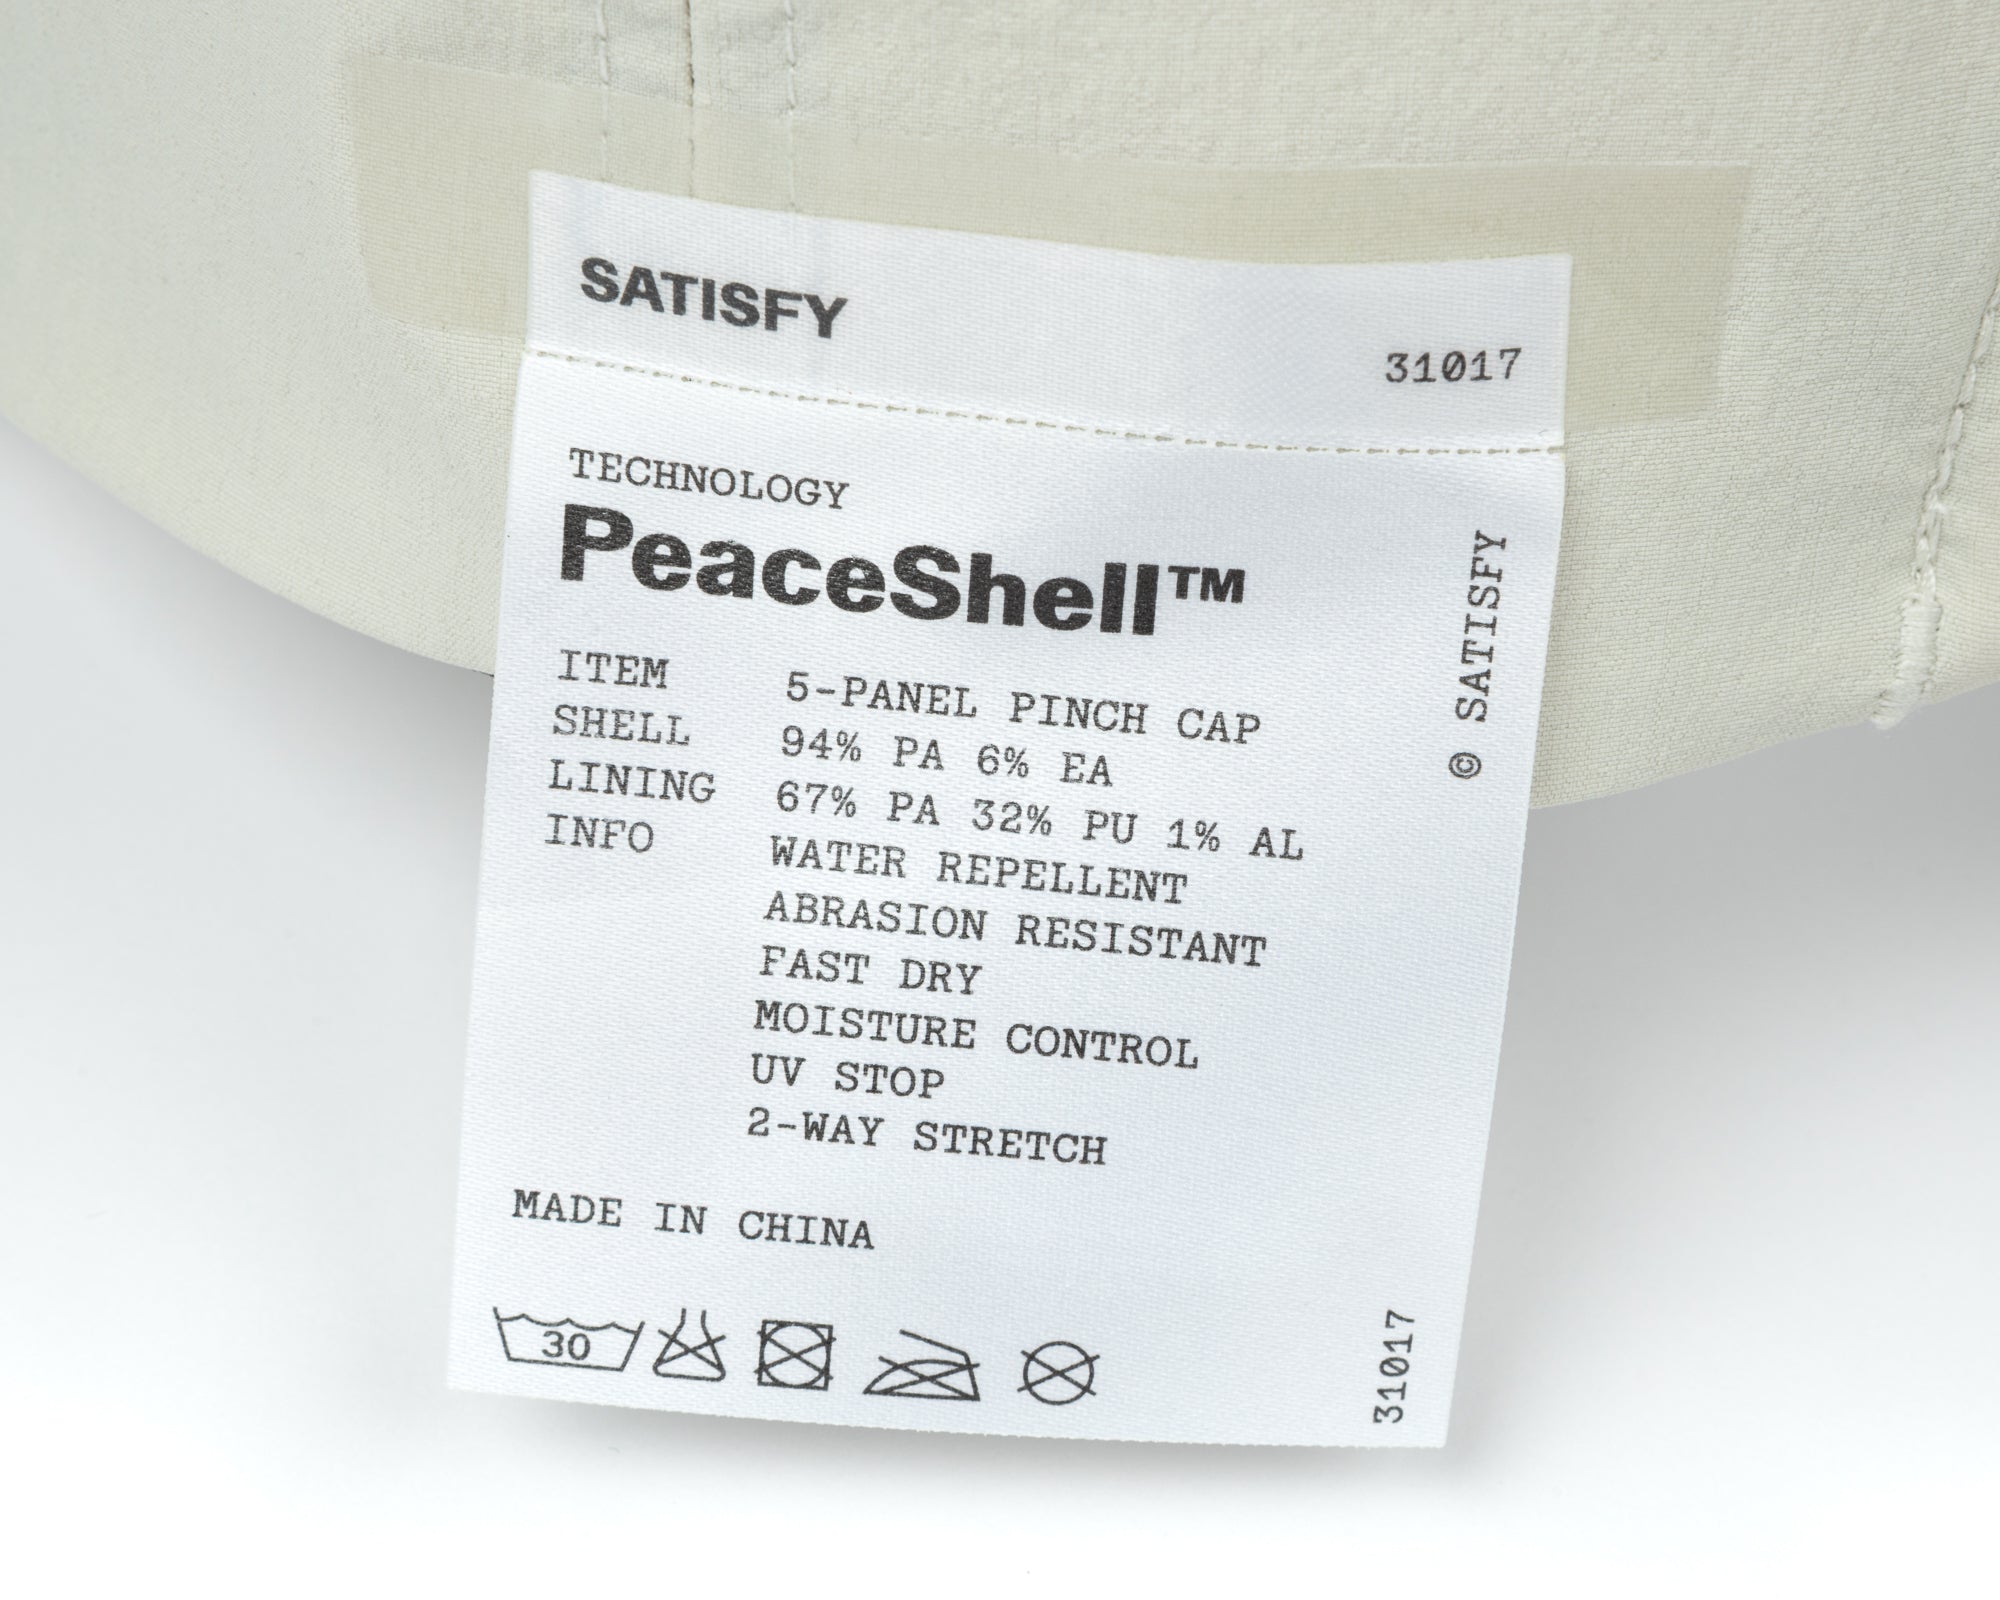 SATISFY
31017
TECHNOLOGY
PeaceShell™
ITEM 5-PANEL PINCH CAP
SHELL 94% PA 6% EA
LINING 67% PA 32% PU 1% AL
INFO WATER REPELLENT
ABRASION RESISTANT
FAST DRY
MOISTURE CONTROL
UV STOP
2-WAY STRETCH
MADE IN CHINA
30
© SATISFY
31017